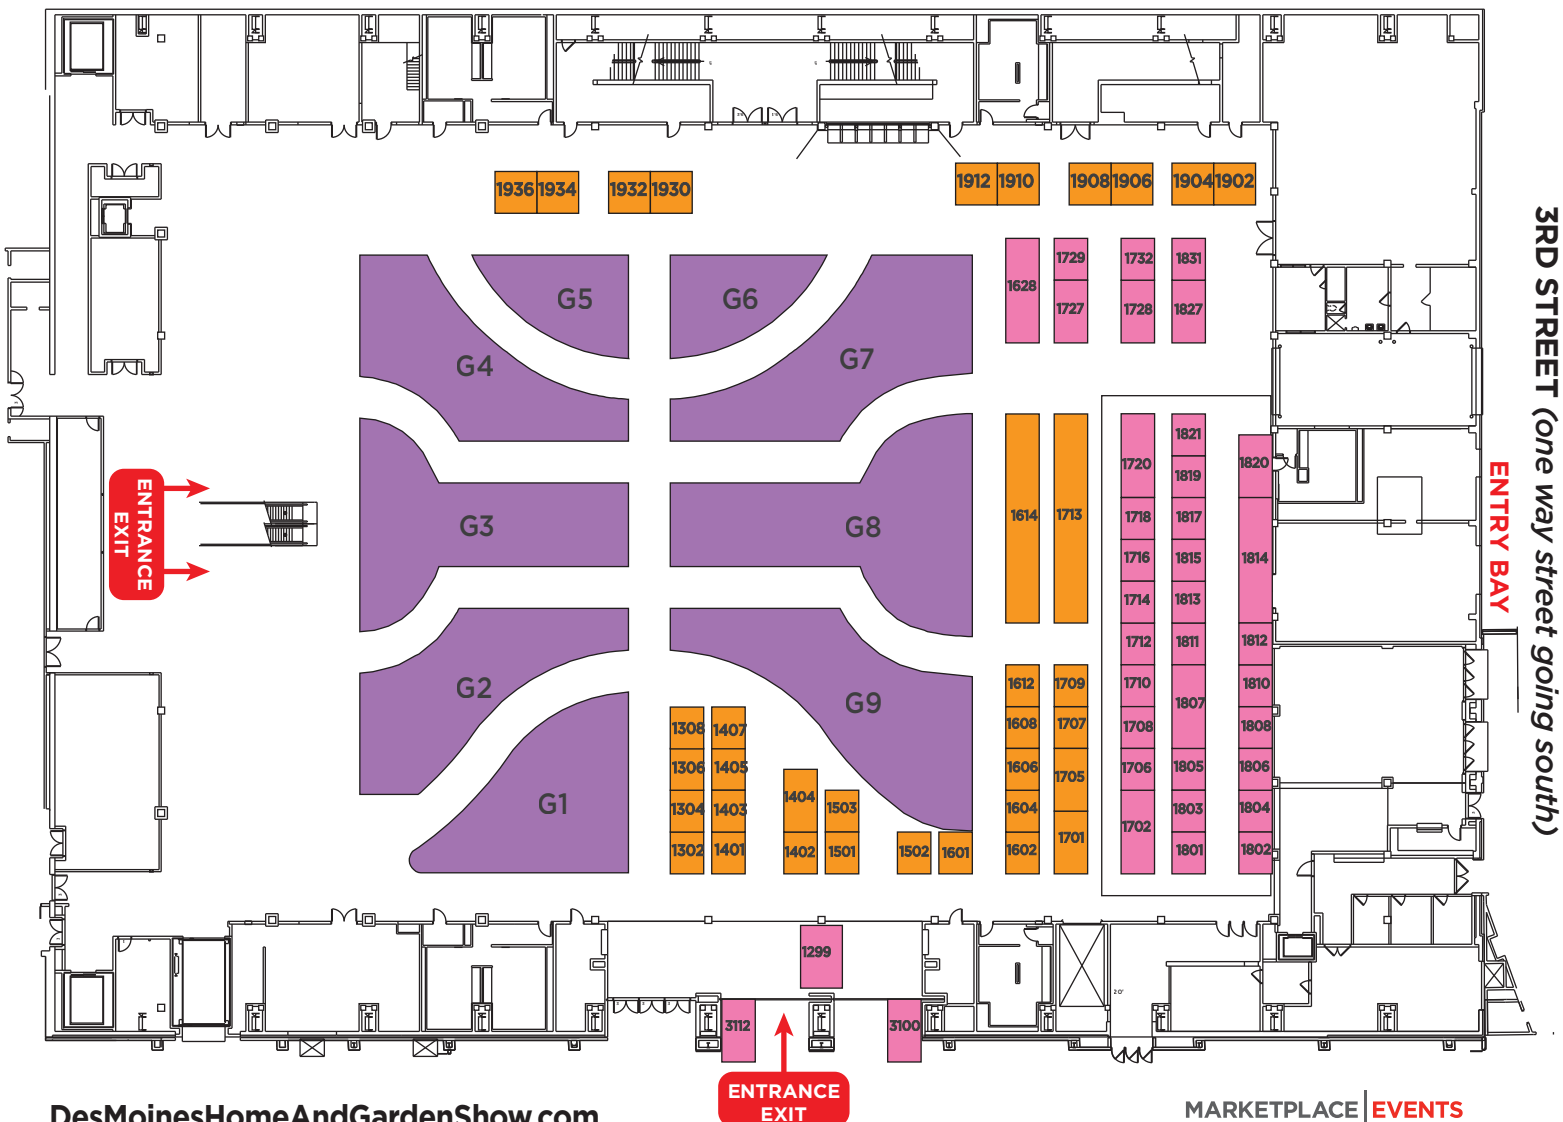 1936 1934 1932 1930 1912 1910 1908 1906 1904 1902
G5 G6 1628 1729 1732 1831
1727 1728 1827
G4 G7
1720 1821 1820
1819
G3 G8 1614 1713 1718 1817
1716 1815 1814
1714 1813
1712 1811 1812
G2 G9 1612 1709 1710 1807 1810
1308 1407 1608 1707 1708 1808
1306 1405 1606 1705 1706 1805 1806
G1 1304 1403 1404 1503 1604 1702 1803 1804
1302 1401 1402 1501 1502 1601 1602 1701 1801 1802
1299
3112 3100
ENTRANCE
EXIT
ENTRANCE
EXIT
ENTRY BAY
3RD STREET (one way street going south)
DesMoinesHomeAndGardenShow.com
MARKETPLACE EVENTS